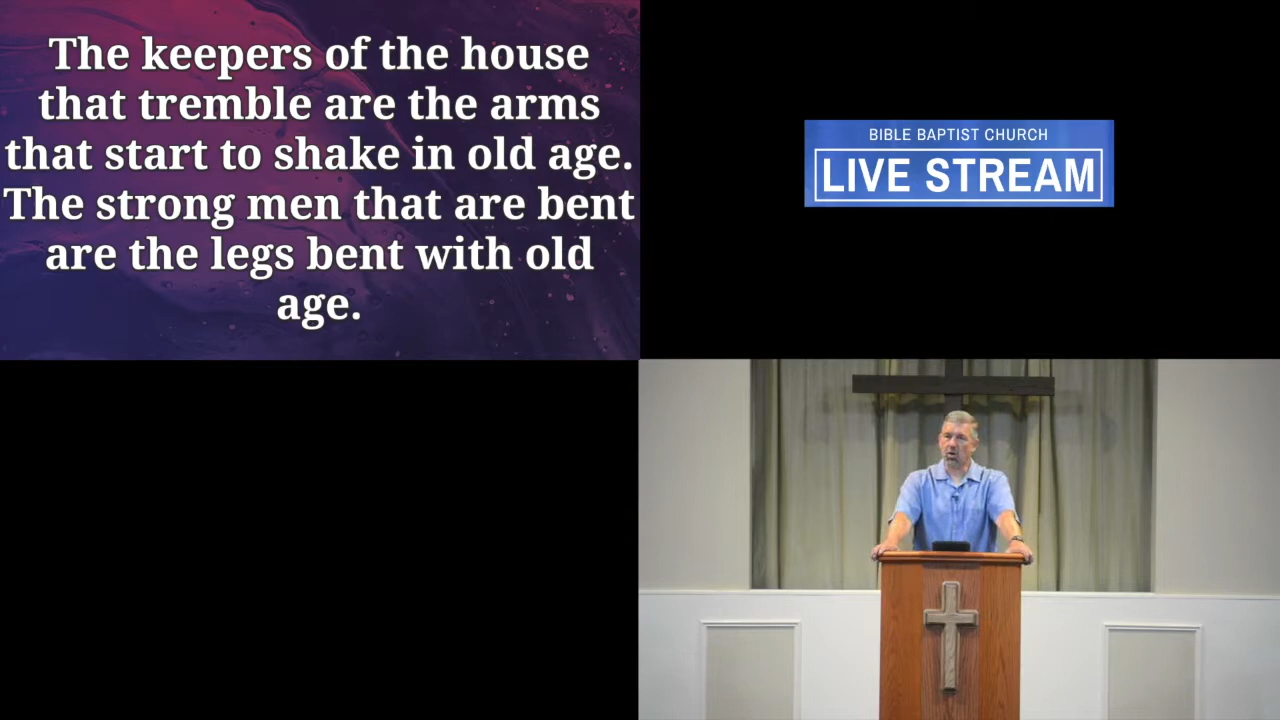 The keepers of the house
that tremble are the arms
that start to shake in old age.
The strong men that are bent
are the legs bent with old
age.
BIBLE BAPTIST CHURCH
LIVE STREAM